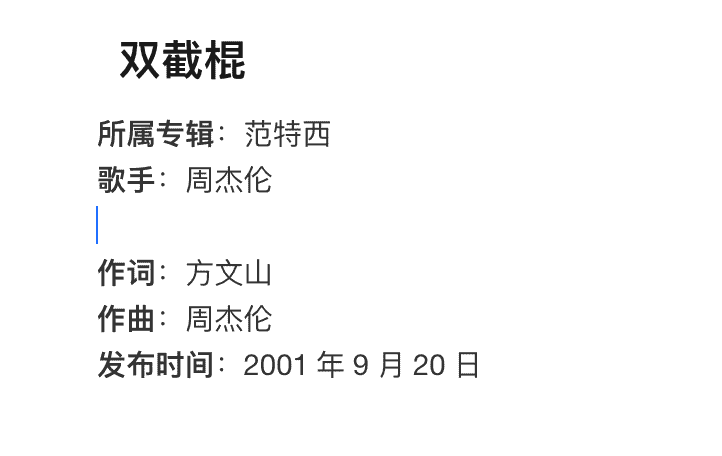 双截棍
所属专辑：范特西
歌手：周杰伦
作词：方文山
作曲：周杰伦
发布时间：2001 年 9 月 20 日